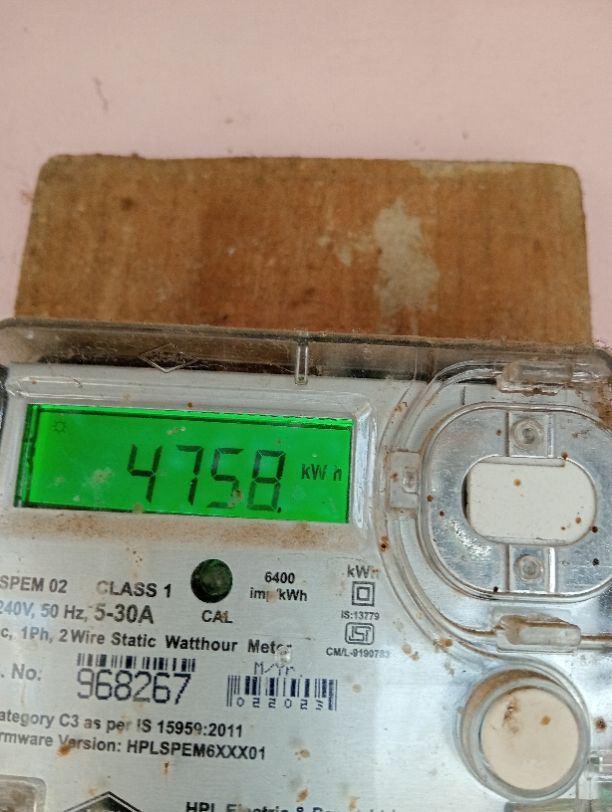 4758. kWh
SPEM 02 CLASS 1
6400
imp/kWh
kWh
240V, 50 Hz, 5-30A
CAL
IS:13779
ISI
c, 1Ph, 2 Wire Static Watthour Meter
. No:
968267
M/Yr.
022023
ategory C3 as per IS 15959:2011
rmware Version: HPLSPEM6XXX01
HPL Electric &